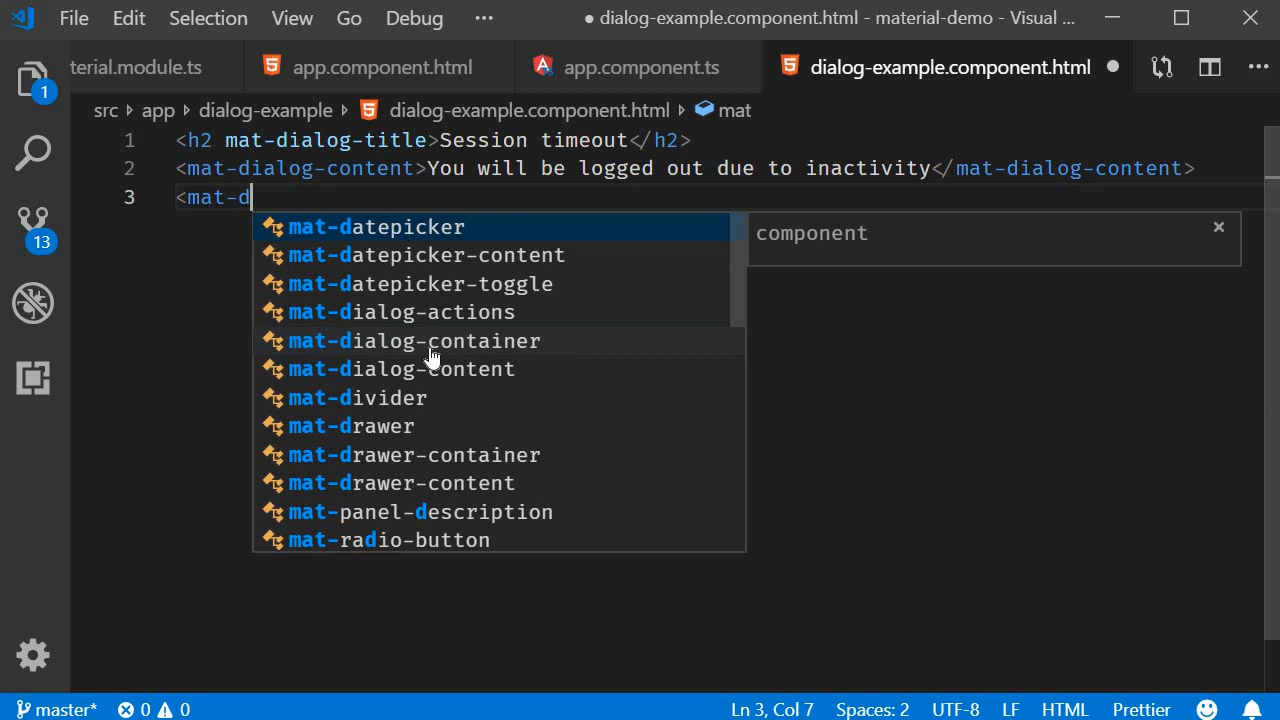 File Edit Selection View Go Debug ··· ● dialog-example.component.html - material-demo - Visual ...
terial.module.ts app.component.html app.component.ts dialog-example.component.html ● ···
1
src › app › dialog-example › dialog-example.component.html › mat
1 <h2 mat-dialog-title>Session timeout</h2>
2 <mat-dialog-content>You will be logged out due to inactivity</mat-dialog-content>
3 <mat-d
13
mat-datepicker
component ×
mat-datepicker-content
mat-datepicker-toggle
mat-dialog-actions
mat-dialog-container
mat-dialog-content
mat-divider
mat-drawer
mat-drawer-container
mat-drawer-content
mat-panel-description
mat-radio-button
master* 0 0 Ln 3, Col 7 Spaces: 2 UTF-8 LF HTML Prettier